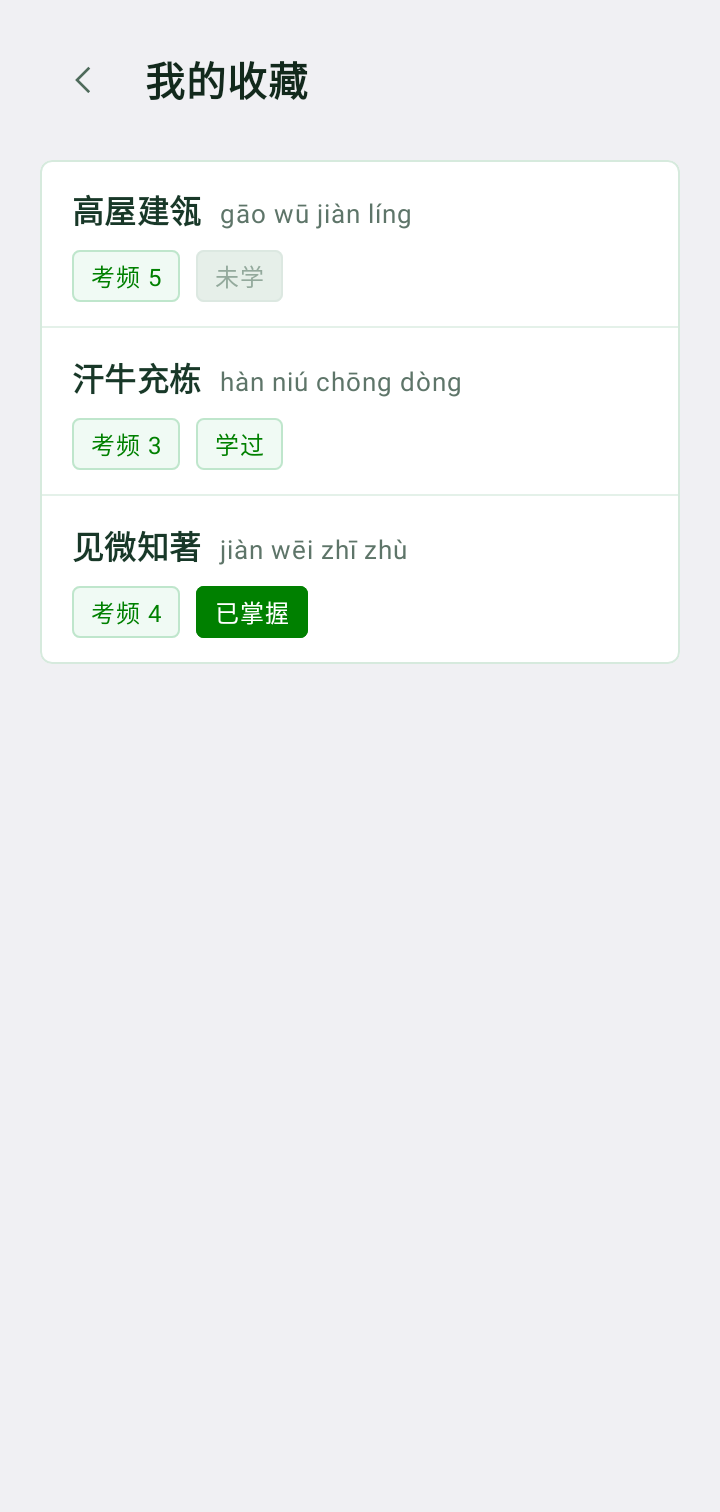 我的收藏
高屋建瓴 gāo wū jiàn líng
考频 5 未学
汗牛充栋 hàn niú chōng dòng
考频 3 学过
见微知著 jiàn wēi zhī zhù
考频 4 已掌握